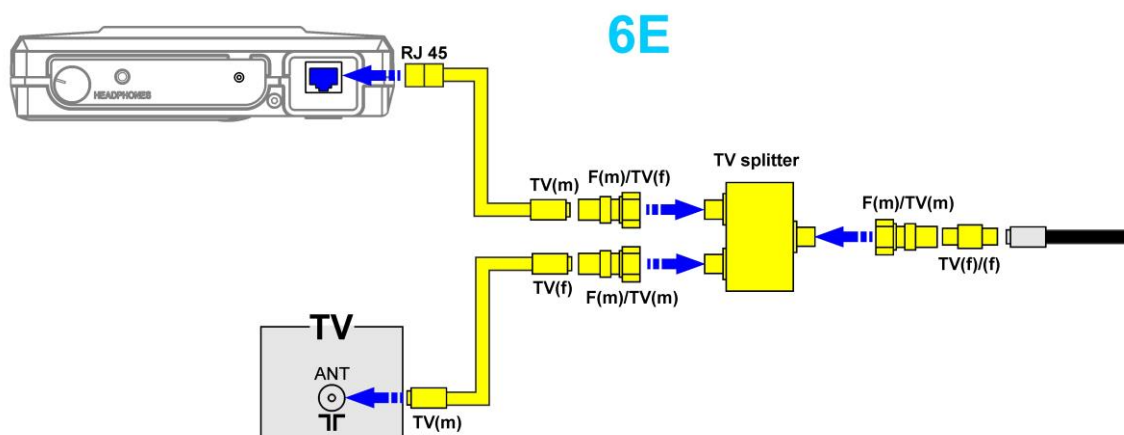 6E
RJ 45
HEADPHONES
TV splitter
TV(m)
F(m)/TV(f)
F(m)/TV(m)
TV(f)/(f)
TV(f)
F(m)/TV(m)
TV
ANT
TV(m)